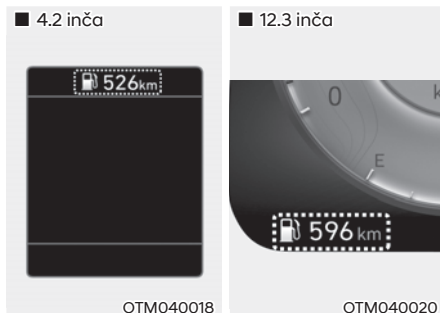 ■ 4.2 inča
526km
OTM040018
■ 12.3 inča
0
k
E
596 km
OTM040020